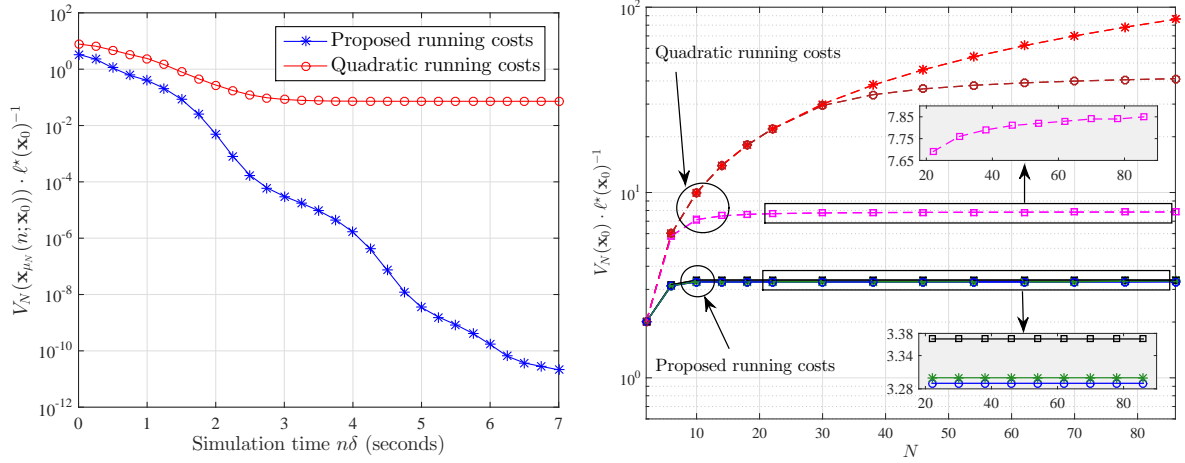 10^2
10^0
10^-2
10^-4
10^-6
10^-8
10^-10
10^-12
V_N(x_{μ_N}(n; x_0)) · ℓ*(x_0)^-1
Proposed running costs
Quadratic running costs
0 1 2 3 4 5 6 7
Simulation time nδ (seconds)
10^2
10^1
10^0
V_N(x_0) · ℓ*(x_0)^-1
Quadratic running costs
7.85
7.75
7.65
20 40 60 80
Proposed running costs
3.38
3.34
3.28
20 40 60 80
10 20 30 40 50 60 70 80
N